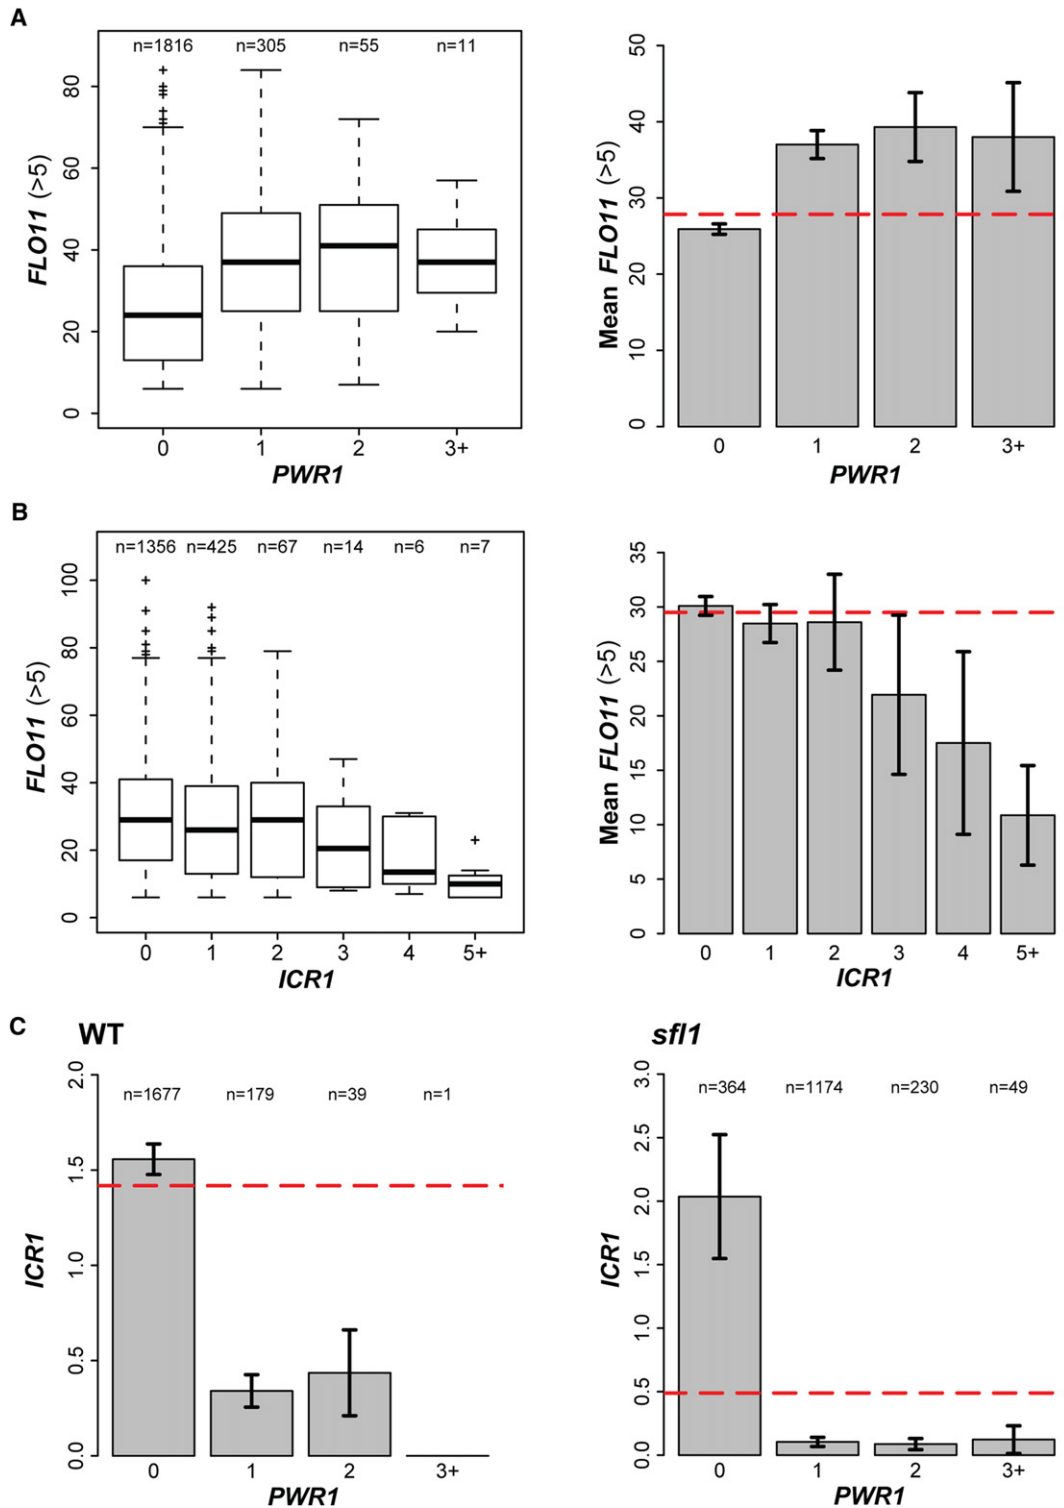 A
n=1816 n=305 n=55 n=11
FLO11 (>5)
80
60
40
20
0
0 1 2 3+
PWR1
Mean FLO11 (>5)
50
40
30
20
10
0
0 1 2 3+
PWR1
B
n=1356 n=425 n=67 n=14 n=6 n=7
FLO11 (>5)
100
80
60
40
20
0
0 1 2 3 4 5+
ICR1
Mean FLO11 (>5)
35
30
25
20
15
10
5
0
0 1 2 3 4 5+
ICR1
C
WT
n=1677 n=179 n=39 n=1
ICR1
2.0
1.5
1.0
0.5
0.0
0 1 2 3+
PWR1
sfl1
n=364 n=1174 n=230 n=49
ICR1
3.0
2.5
2.0
1.5
1.0
0.5
0.0
0 1 2 3+
PWR1